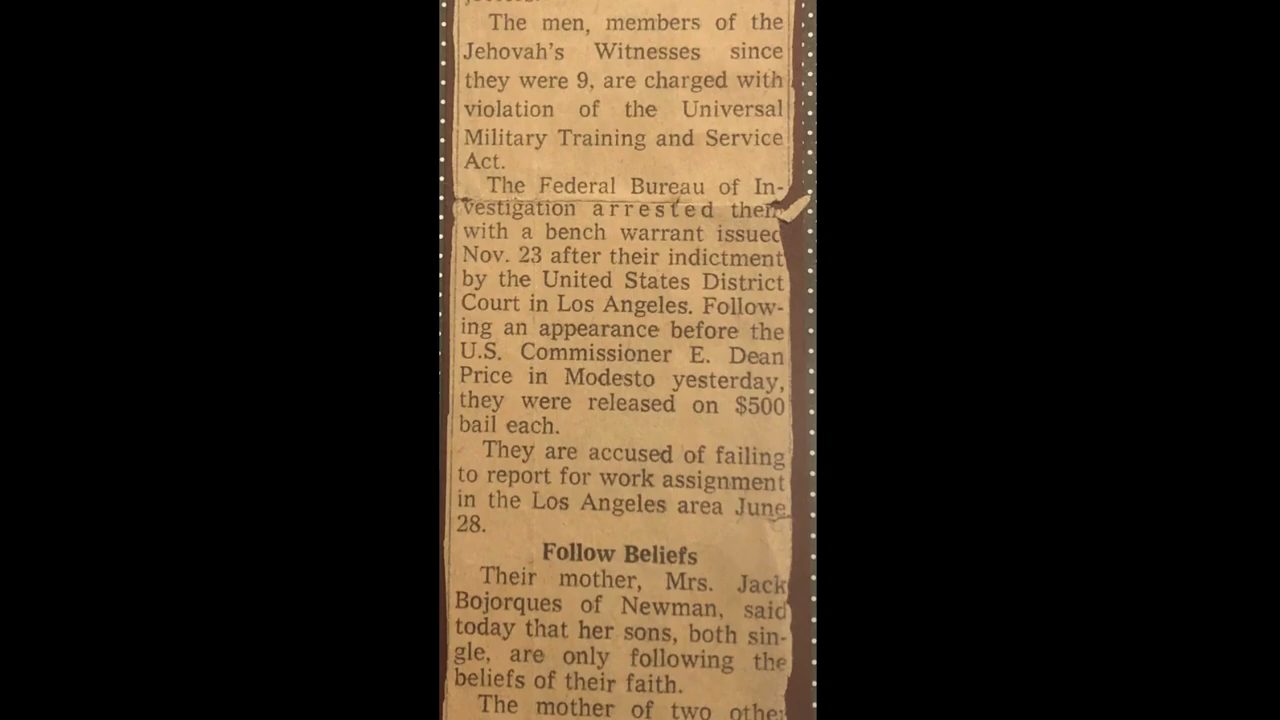 The men, members of the
Jehovah's Witnesses since
they were 9, are charged with
violation of the Universal
Military Training and Service
Act.
The Federal Bureau of In-
vestigation arrested them
with a bench warrant issued
Nov. 23 after their indictment
by the United States District
Court in Los Angeles. Follow-
ing an appearance before the
U.S. Commissioner E. Dean
Price in Modesto yesterday,
they were released on $500
bail each.
They are accused of failing
to report for work assignment
in the Los Angeles area June
28.
Follow Beliefs
Their mother, Mrs. Jack
Bojorques of Newman, said
today that her sons, both sin-
gle, are only following the
beliefs of their faith.
The mother of two other